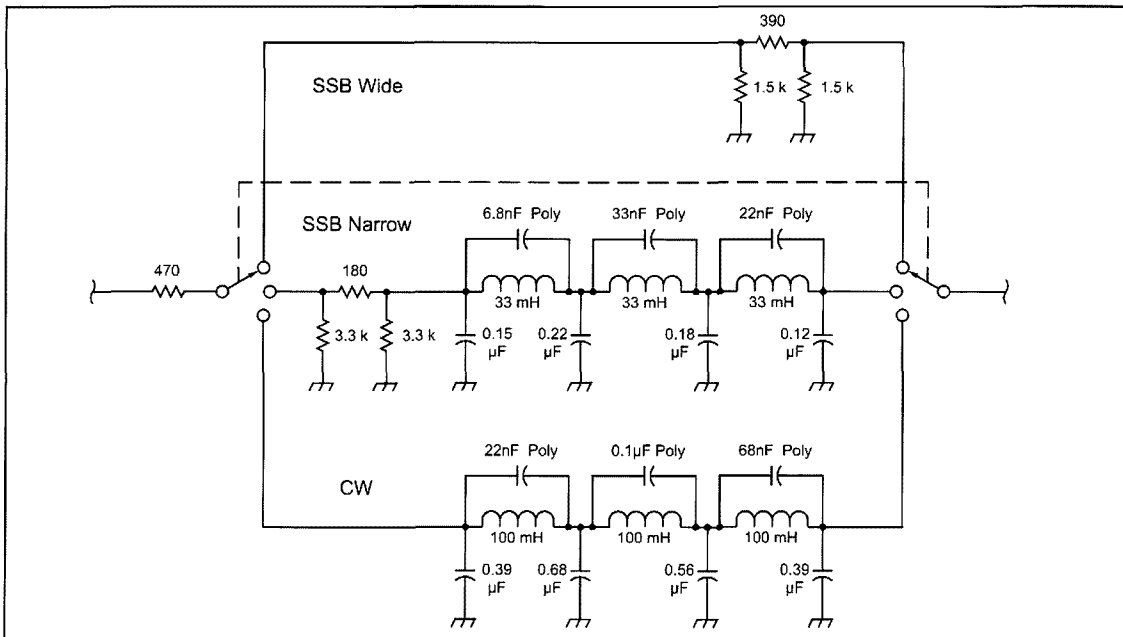 390
SSB Wide
1.5 k
1.5 k
6.8nF Poly
33nF Poly
22nF Poly
SSB Narrow
470
180
33 mH
33 mH
33 mH
3.3 k
3.3 k
0.15
µF
0.22
µF
0.18
µF
0.12
µF
22nF Poly
0.1µF Poly
68nF Poly
CW
100 mH
100 mH
100 mH
0.39
µF
0.68
µF
0.56
µF
0.39
µF